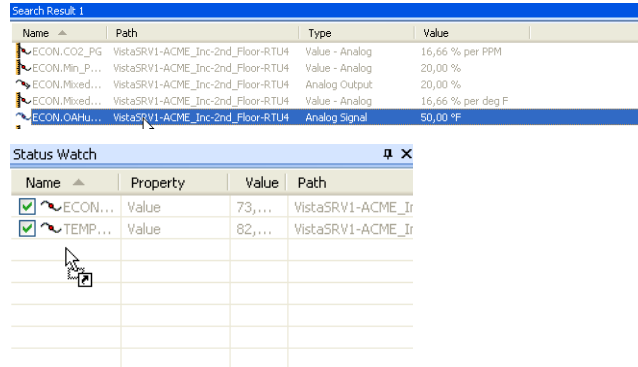 Search Result 1
Name Path Type Value
ECON.CO2_PG VistaSRV1-ACME_Inc-2nd_Floor-RTU4 Value - Analog 16,66 % per PPM
ECON.Min_P... VistaSRV1-ACME_Inc-2nd_Floor-RTU4 Value - Analog 20,00 %
ECON.Mixed... VistaSRV1-ACME_Inc-2nd_Floor-RTU4 Analog Output 20,00 %
ECON.Mixed... VistaSRV1-ACME_Inc-2nd_Floor-RTU4 Value - Analog 16,66 % per deg F
ECON.OAHu... VistaSRV1-ACME_Inc-2nd_Floor-RTU4 Analog Signal 50,00 °F
Status Watch
Name Property Value Path
ECON... Value 73,... VistaSRV1-ACME_Ir
TEMP... Value 82,... VistaSRV1-ACME_Ir